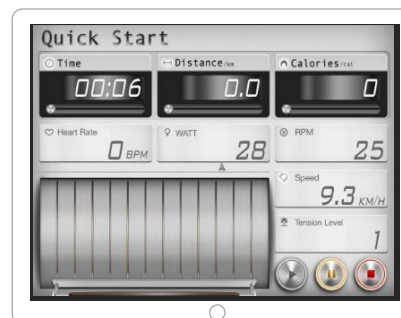 Quick Start
Time
00:06
Distance/km
0.0
Calories/cal
0
Heart Rate
0 BPM
WATT
28
RPM
25
Speed
9.3 KM/H
Tension Level
1